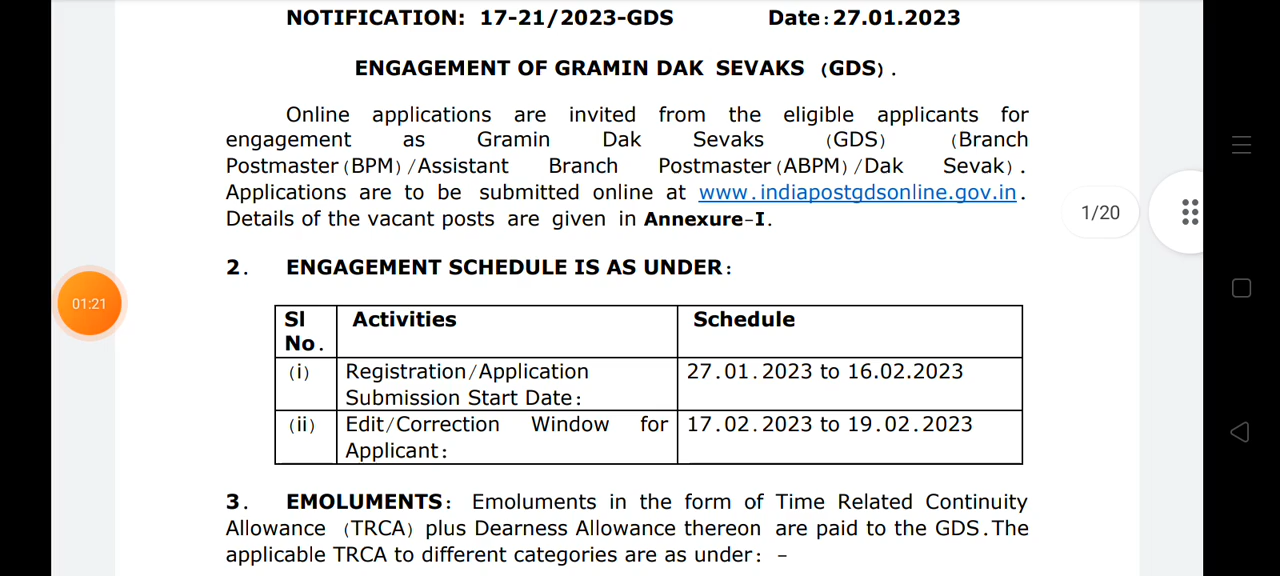 NOTIFICATION: 17-21/2023-GDS Date:27.01.2023
ENGAGEMENT OF GRAMIN DAK SEVAKS (GDS).
Online applications are invited from the eligible applicants for
engagement as Gramin Dak Sevaks (GDS) (Branch
Postmaster(BPM)/Assistant Branch Postmaster(ABPM)/Dak Sevak).
Applications are to be submitted online at www.indiapostgdsonline.gov.in.
Details of the vacant posts are given in Annexure-I.
1/20
2. ENGAGEMENT SCHEDULE IS AS UNDER:
01:21
Sl Activities Schedule
No.
(i) Registration/Application 27.01.2023 to 16.02.2023
Submission Start Date:
(ii) Edit/Correction Window for 17.02.2023 to 19.02.2023
Applicant:
3. EMOLUMENTS: Emoluments in the form of Time Related Continuity
Allowance (TRCA) plus Dearness Allowance thereon are paid to the GDS.The
applicable TRCA to different categories are as under: –